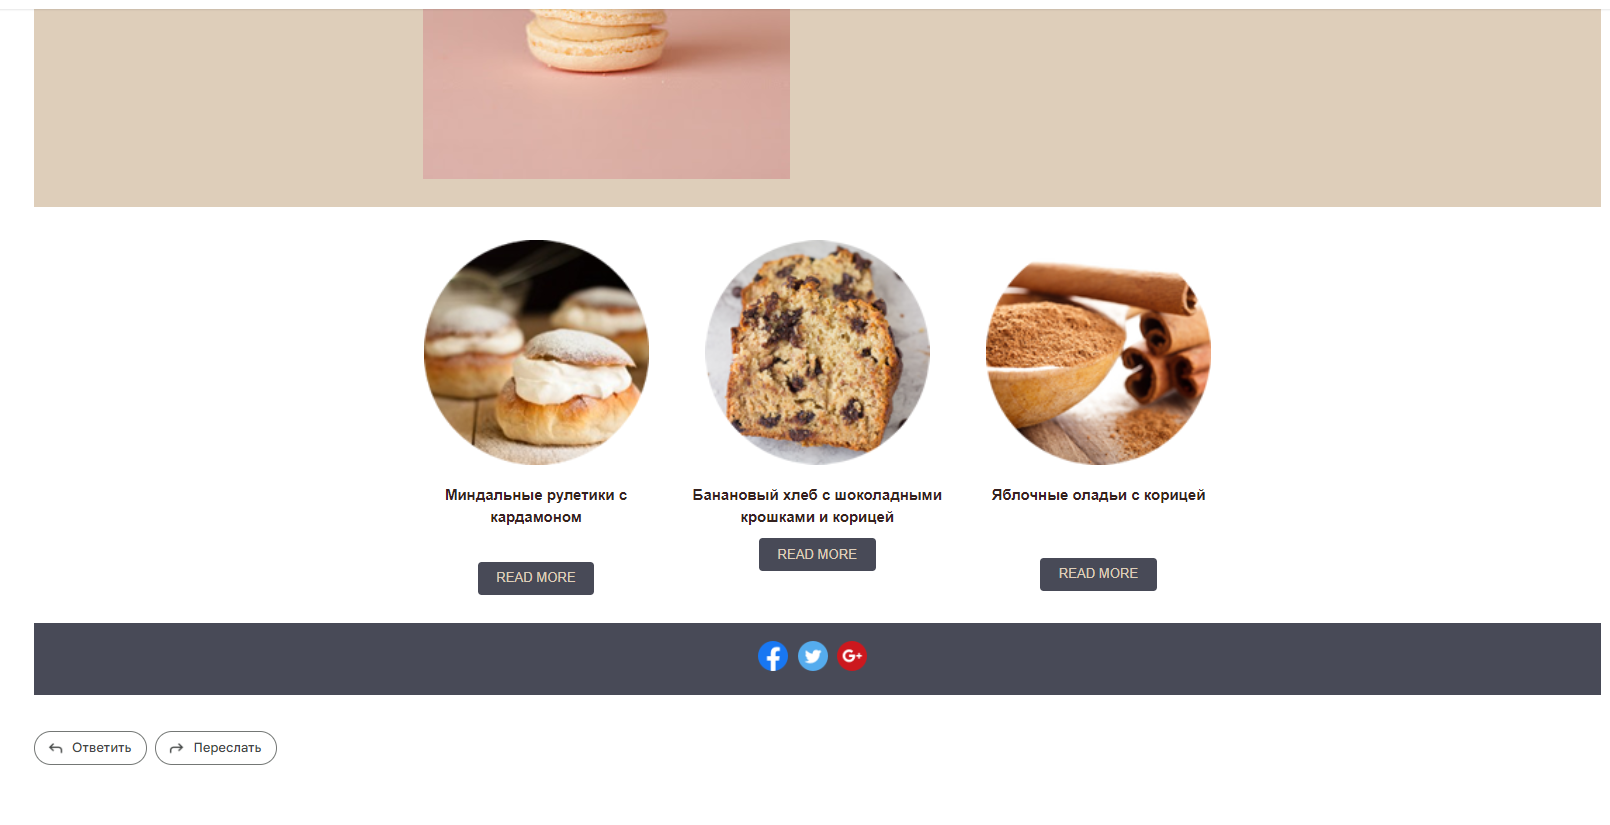 Миндальные рулетики с
кардамоном
READ MORE
Банановый хлеб с шоколадными
крошками и корицей
READ MORE
Яблочные оладьи с корицей
READ MORE
f
G+
Ответить
Переслать